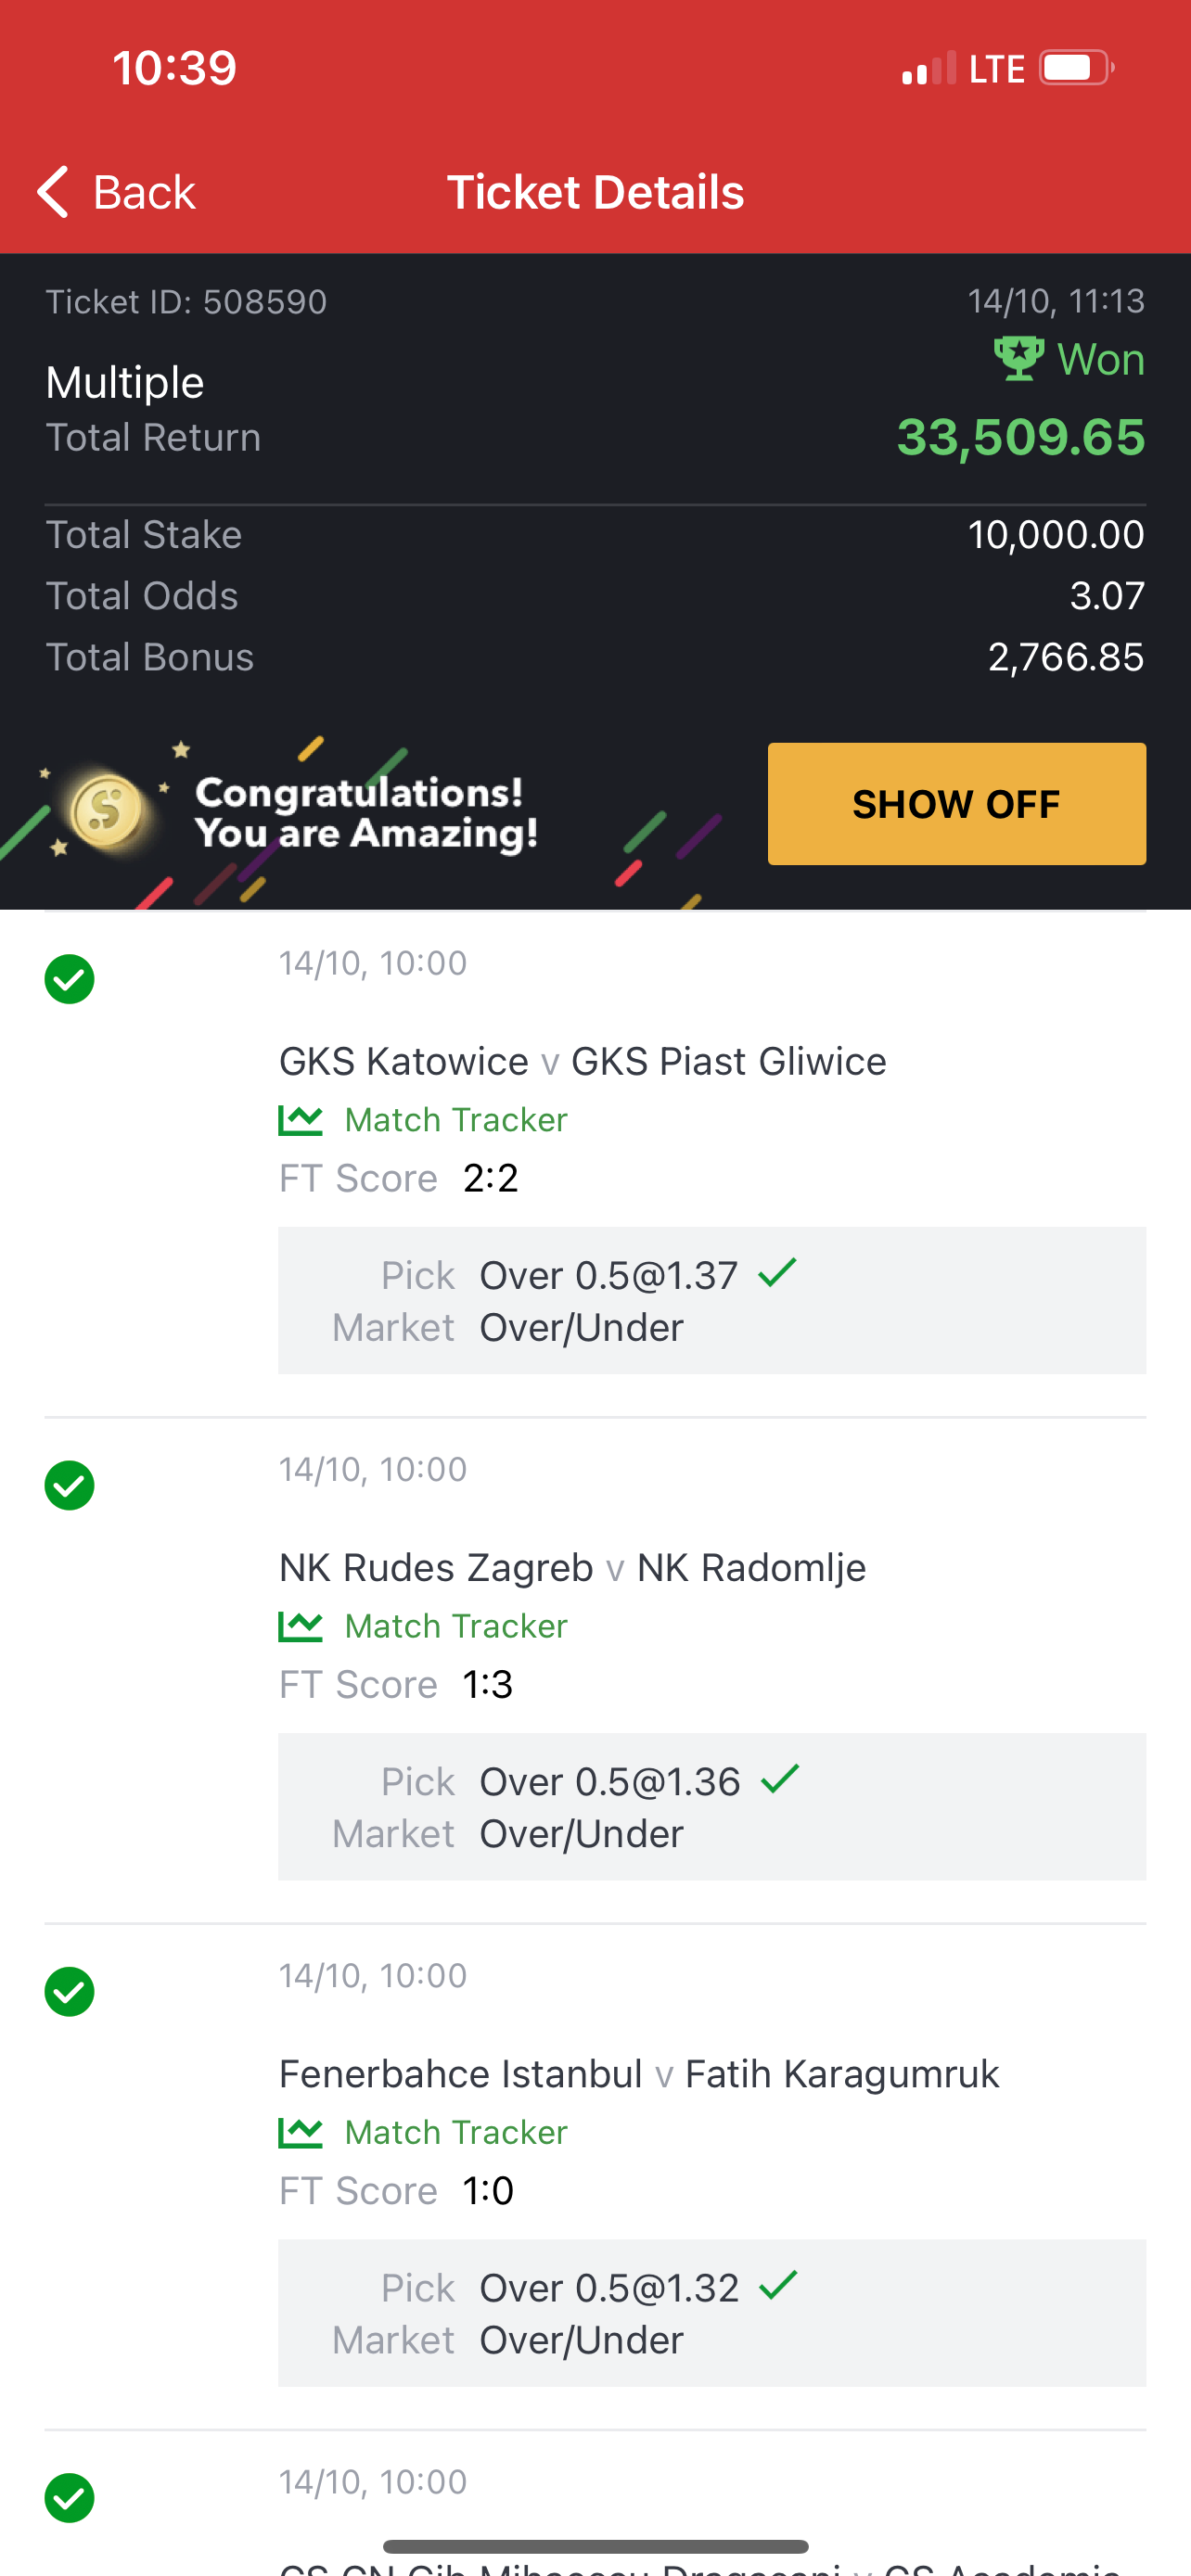 10:39
LTE
Back
Ticket Details
Ticket ID: 508590
14/10, 11:13
Won
Multiple
Total Return
33,509.65
Total Stake
10,000.00
Total Odds
3.07
Total Bonus
2,766.85
Congratulations!
You are Amazing!
SHOW OFF
14/10, 10:00
GKS Katowice v GKS Piast Gliwice
Match Tracker
FT Score 2:2
Pick Over 0.5@1.37
Market Over/Under
14/10, 10:00
NK Rudes Zagreb v NK Radomlje
Match Tracker
FT Score 1:3
Pick Over 0.5@1.36
Market Over/Under
14/10, 10:00
Fenerbahce Istanbul v Fatih Karagumruk
Match Tracker
FT Score 1:0
Pick Over 0.5@1.32
Market Over/Under
14/10, 10:00